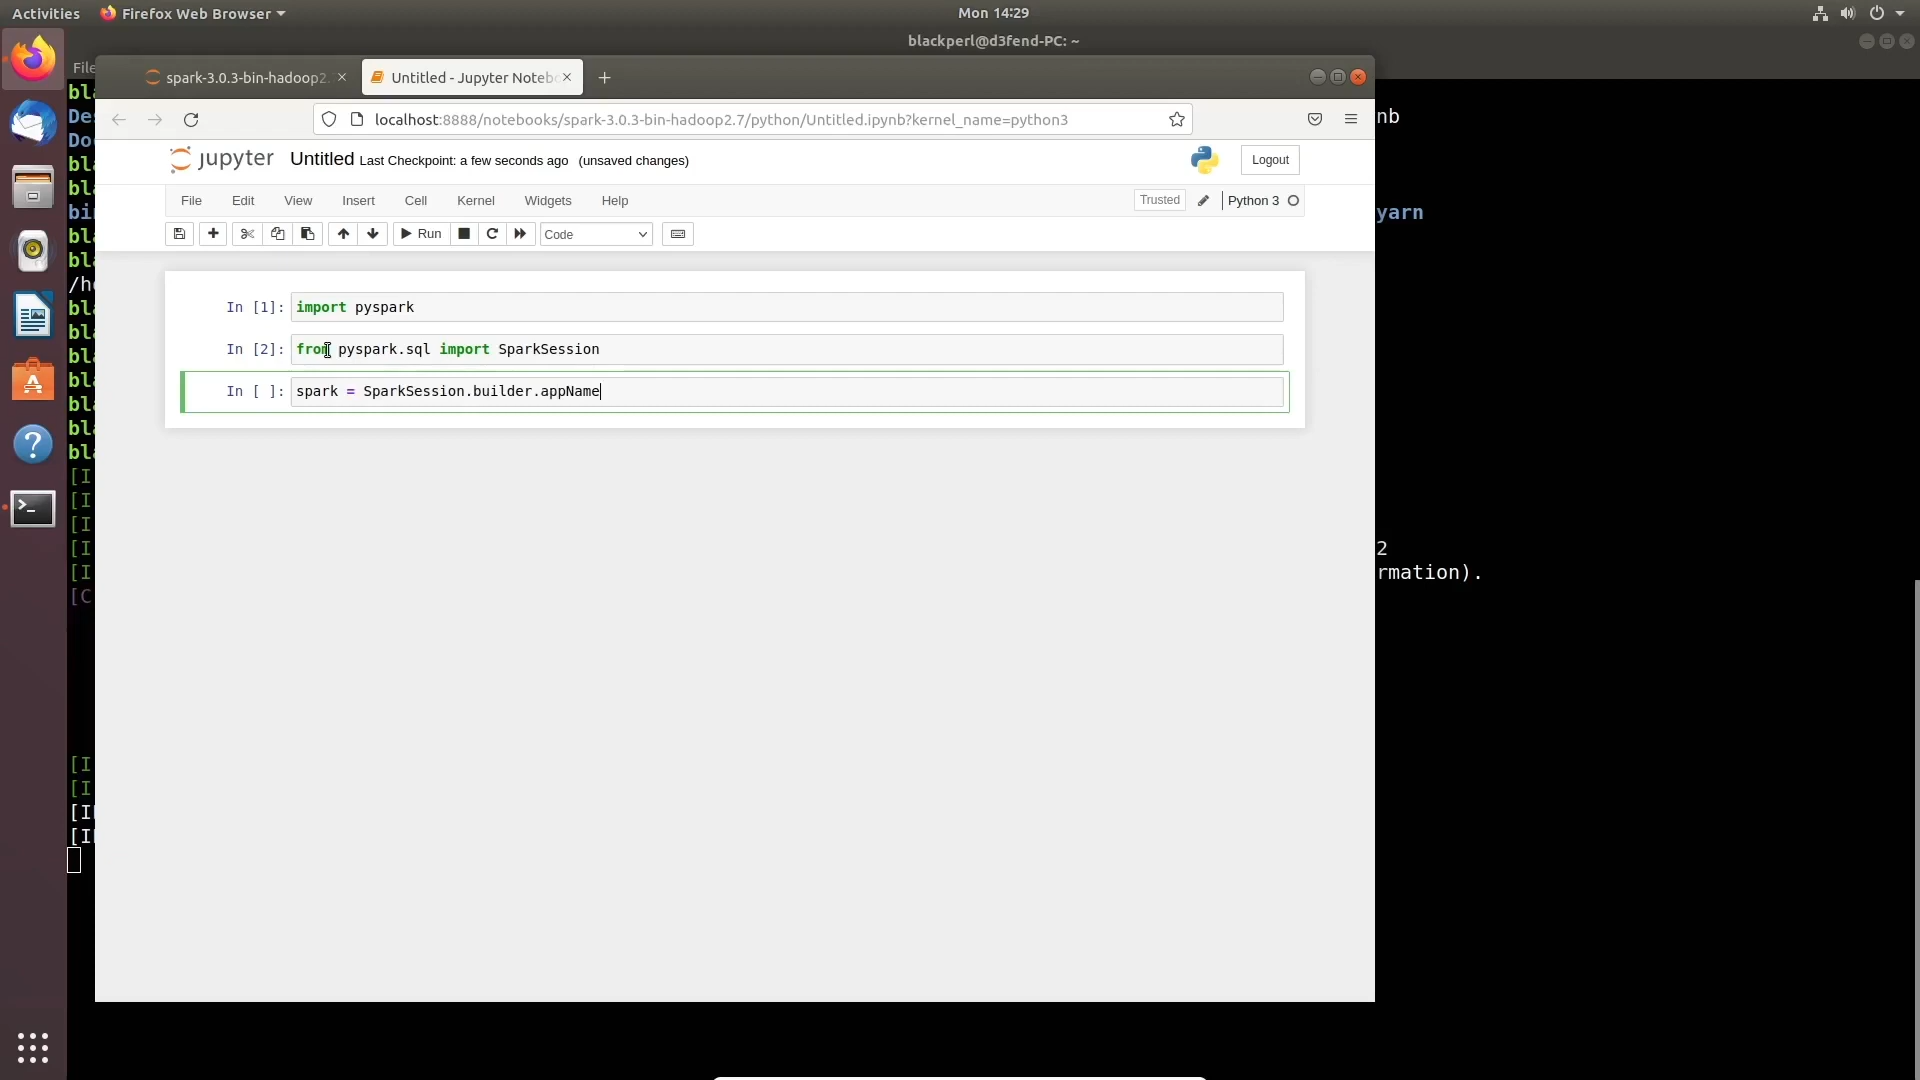 Activities Firefox Web Browser Mon 14:29
blackperl@d3fend-PC: ~
spark-3.0.3-bin-hadoop2. Untitled - Jupyter Notebo
localhost:8888/notebooks/spark-3.0.3-bin-hadoop2.7/python/Untitled.ipynb?kernel_name=python3
jupyter Untitled Last Checkpoint: a few seconds ago (unsaved changes) Logout
File Edit View Insert Cell Kernel Widgets Help Trusted Python 3
Run Code
In [1]: import pyspark
In [2]: from pyspark.sql import SparkSession
In [ ]: spark = SparkSession.builder.appName
File
nb
yarn
2
rmation).